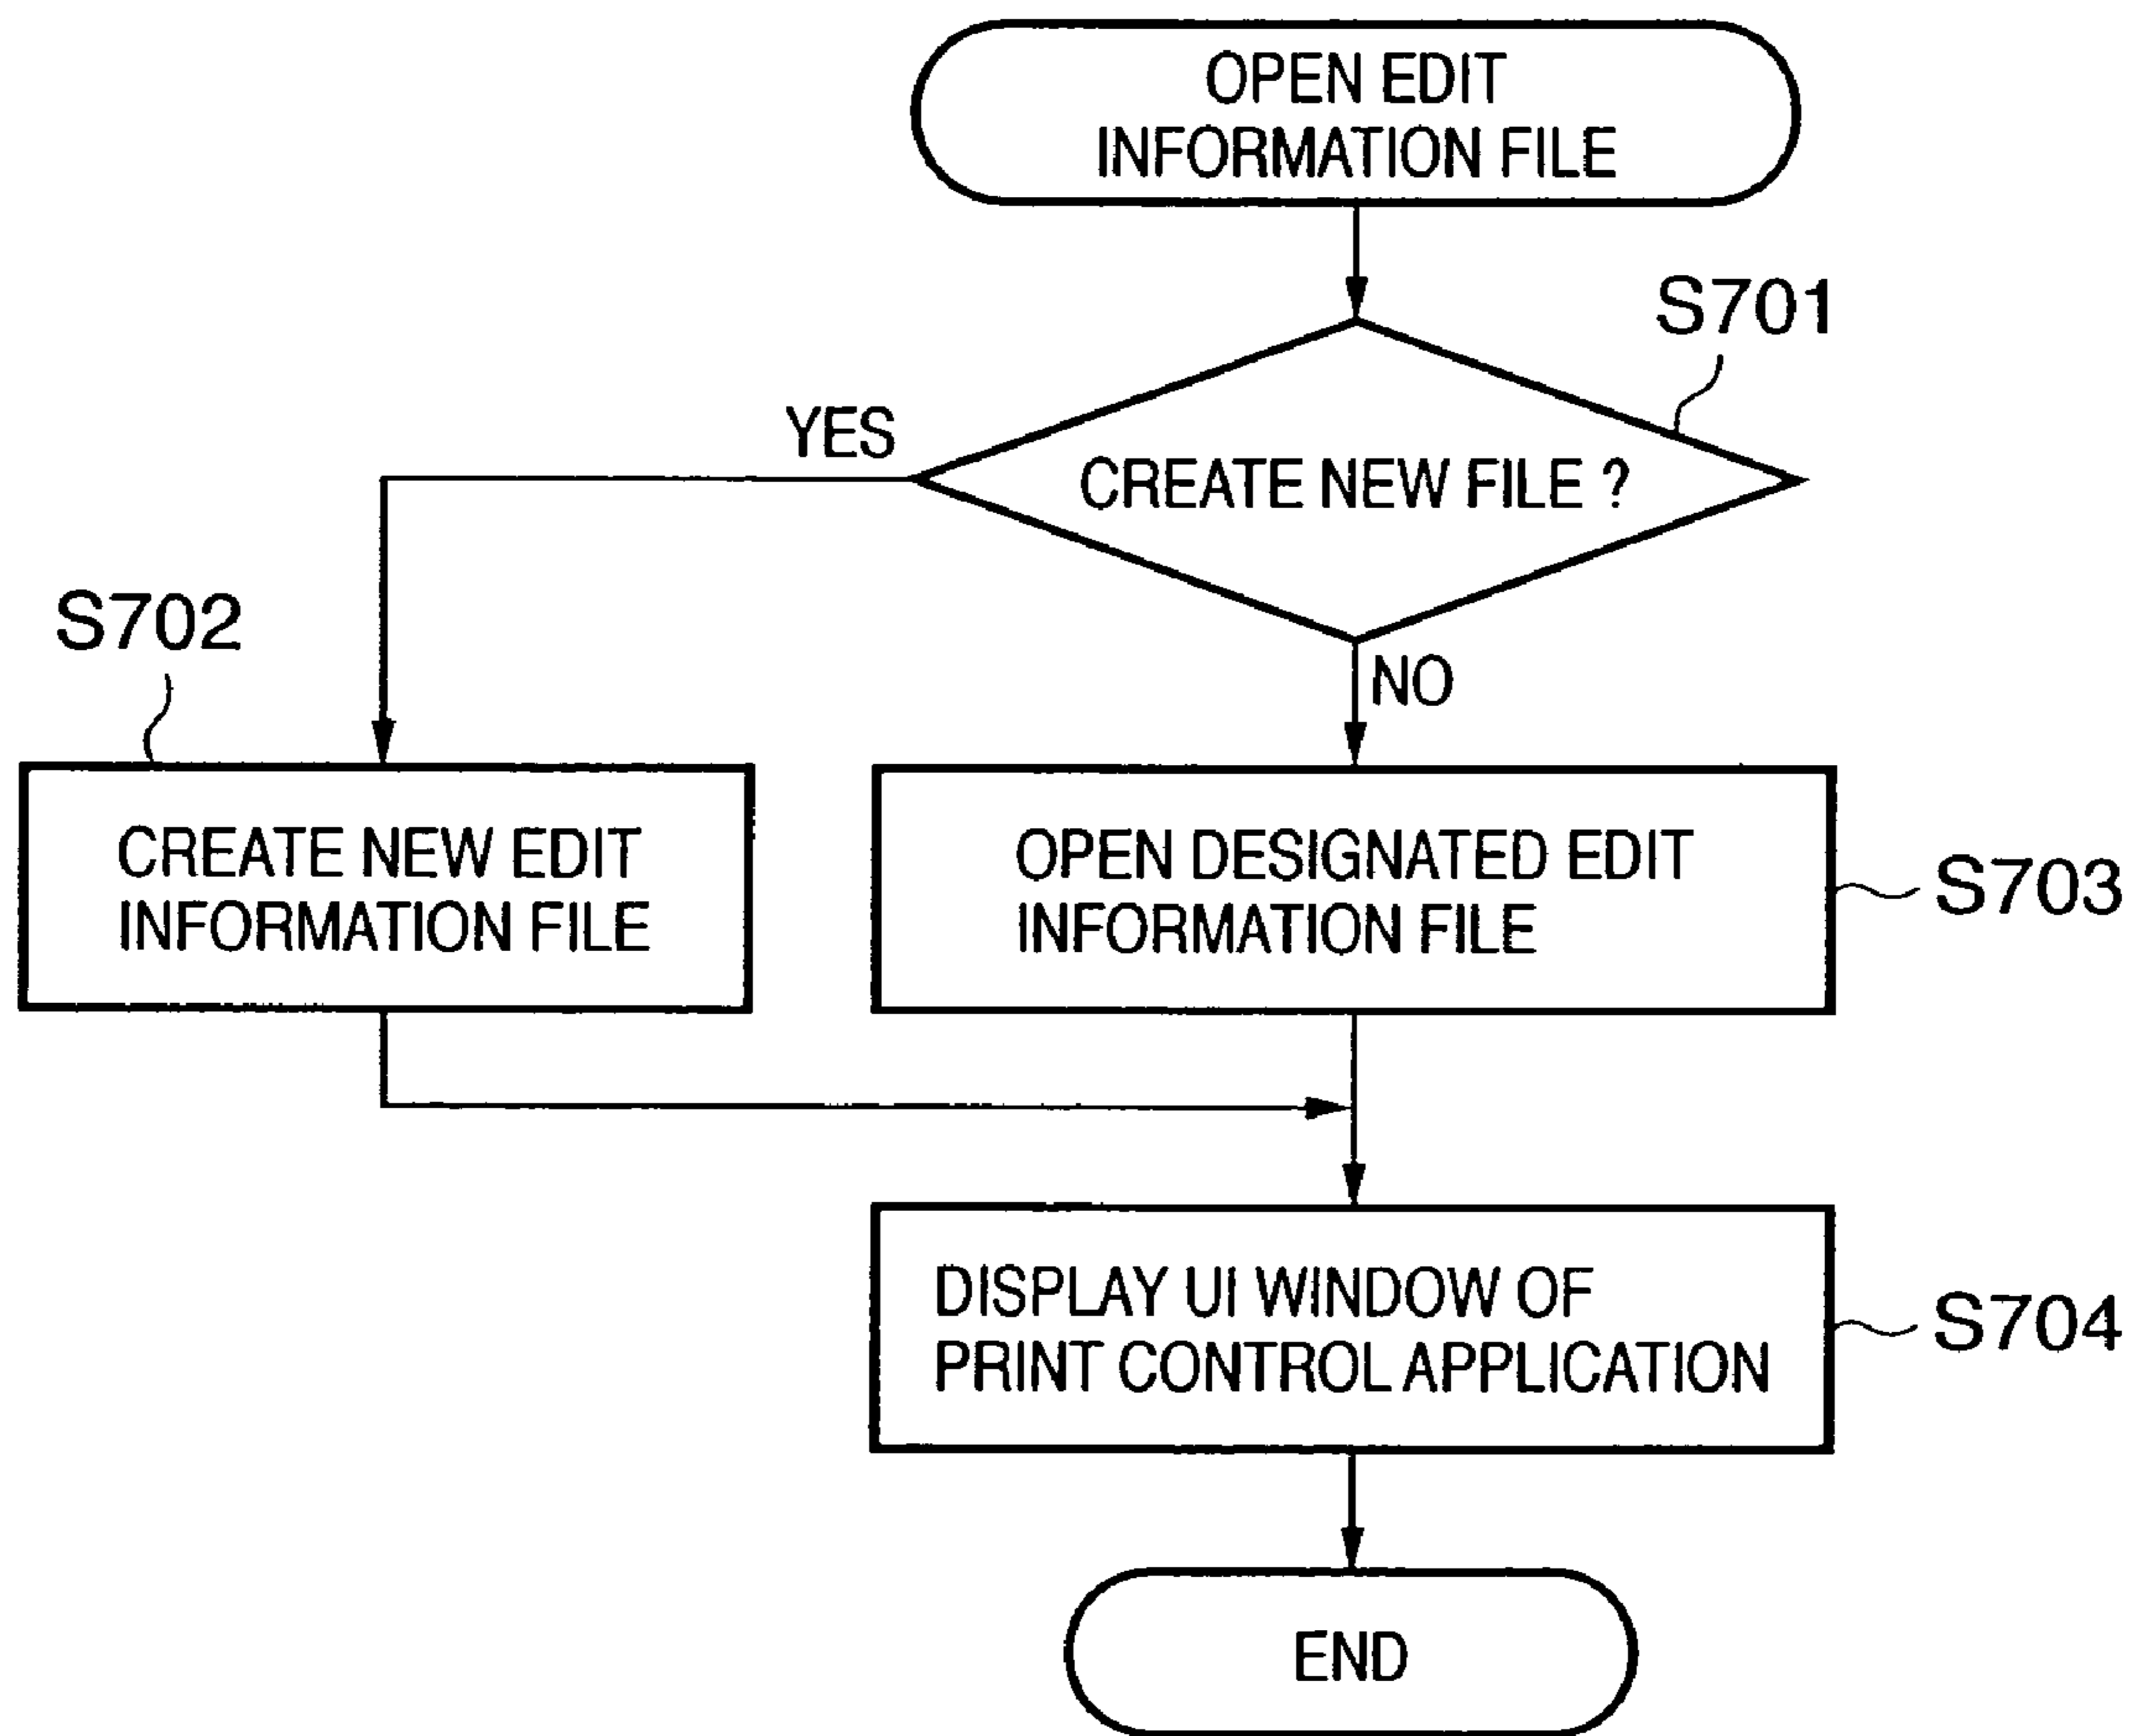 OPEN EDIT
INFORMATION FILE
S701
YES
CREATE NEW FILE ?
S702
NO
CREATE NEW EDIT
INFORMATION FILE
OPEN DESIGNATED EDIT
INFORMATION FILE
S703
DISPLAY UI WINDOW OF
PRINT CONTROL APPLICATION
S704
END